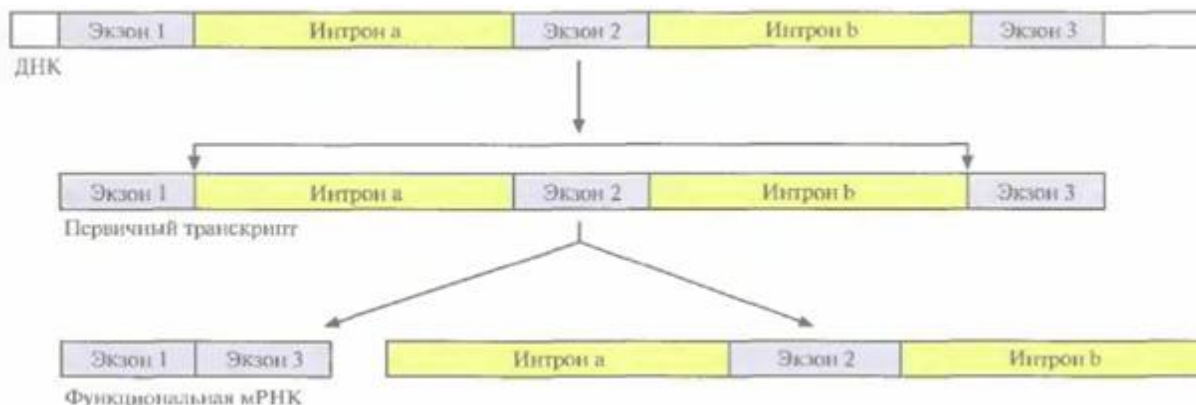 Экзон 1 Интрон a Экзон 2 Интрон b Экзон 3
ДНК
Экзон 1 Интрон a Экзон 2 Интрон b Экзон 3
Первичный транскрипт
Экзон 1 Экзон 3 Интрон a Экзон 2 Интрон b
Функциональная мРНК